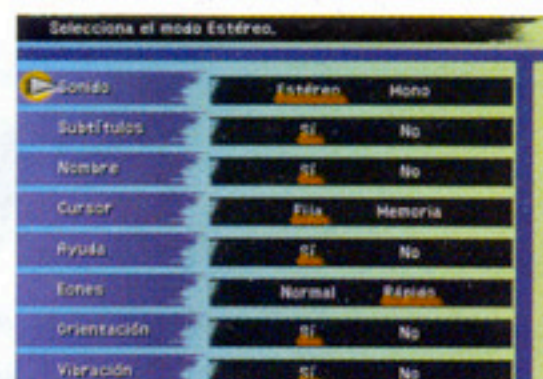 Selecciona el modo Estéreo.
Sonido Estéreo Mono
Subtítulos Sí No
Nombre Sí No
Cursor Fija Memoria
Ayuda Sí No
Eones Normal Rápido
Orientación Sí No
Vibración Sí No